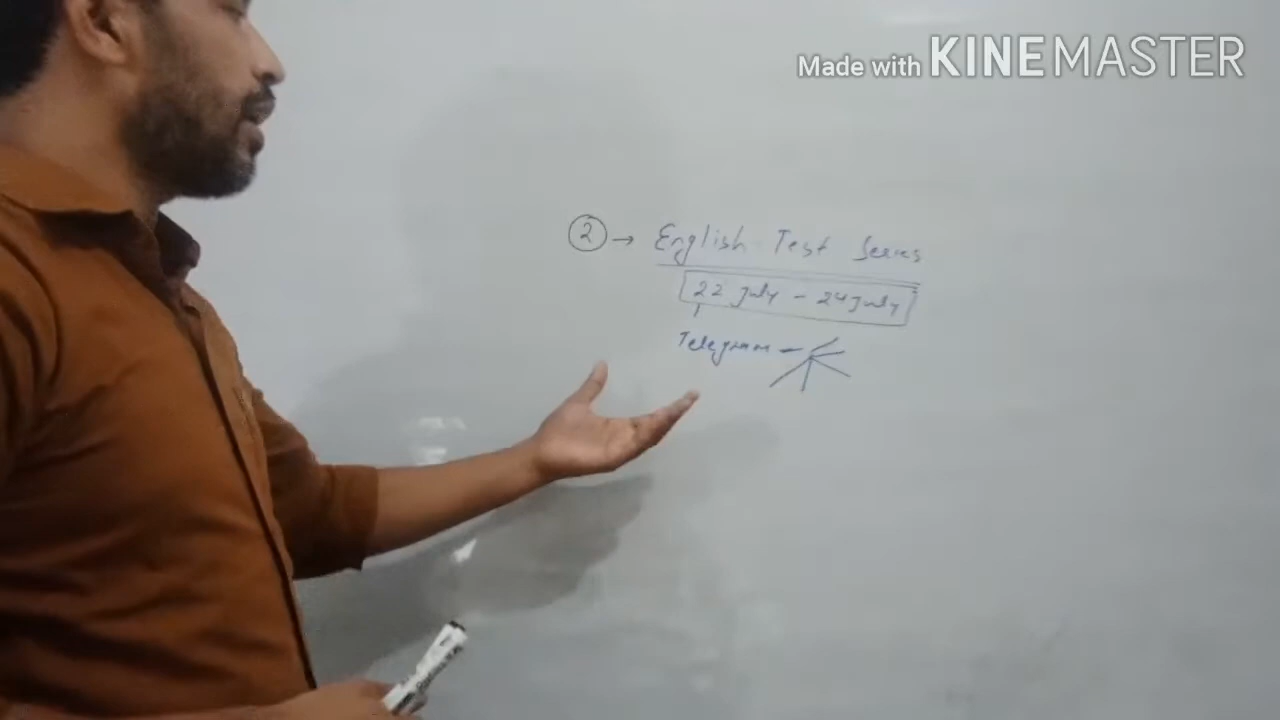 Made with KINEMASTER
② → English Test Series
22 July - 24 July
Telegram -